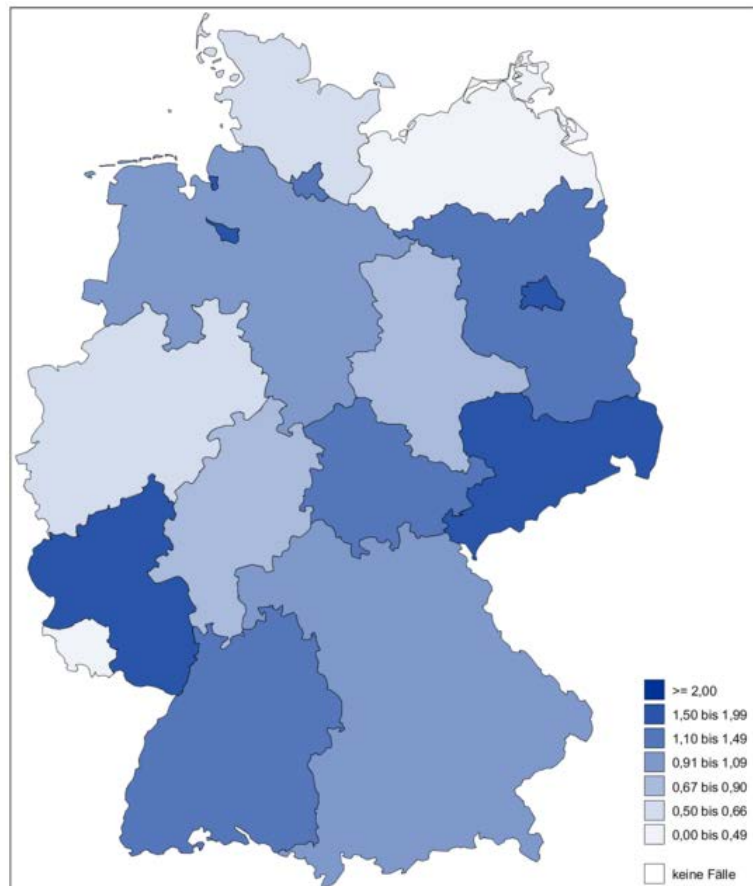 >= 2,00
1,50 bis 1,99
1,10 bis 1,49
0,91 bis 1,09
0,67 bis 0,90
0,50 bis 0,66
0,00 bis 0,49
keine Fälle